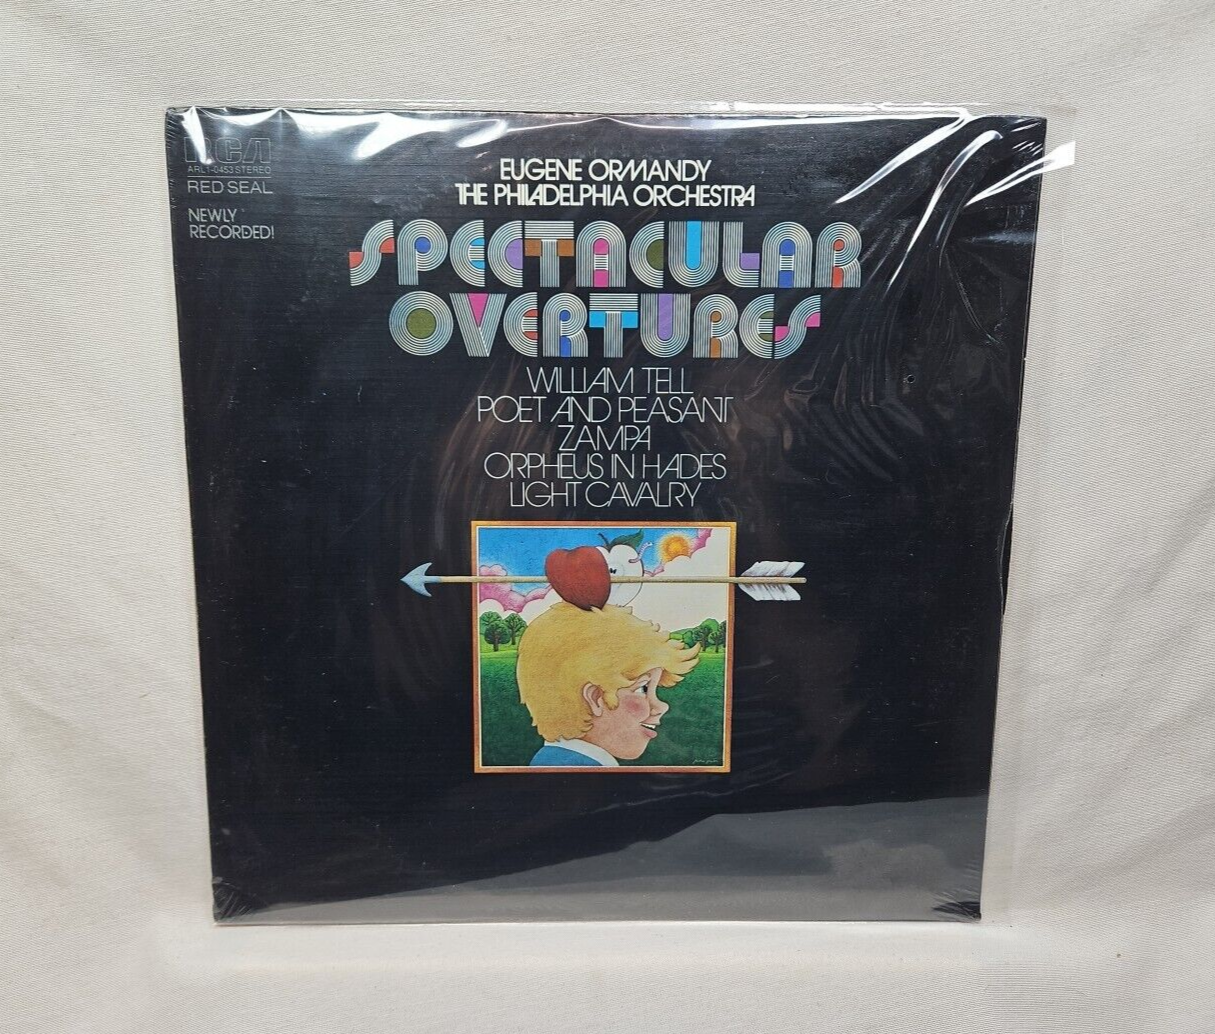 RCA
ARL1-0453 STEREO
RED SEAL
NEWLY
RECORDED!
EUGENE ORMANDY
THE PHILADELPHIA ORCHESTRA
SPECTACULAR
OVERTURES
WILLIAM TELL
POET AND PEASANT
ZAMPA
ORPHEUS IN HADES
LIGHT CAVALRY